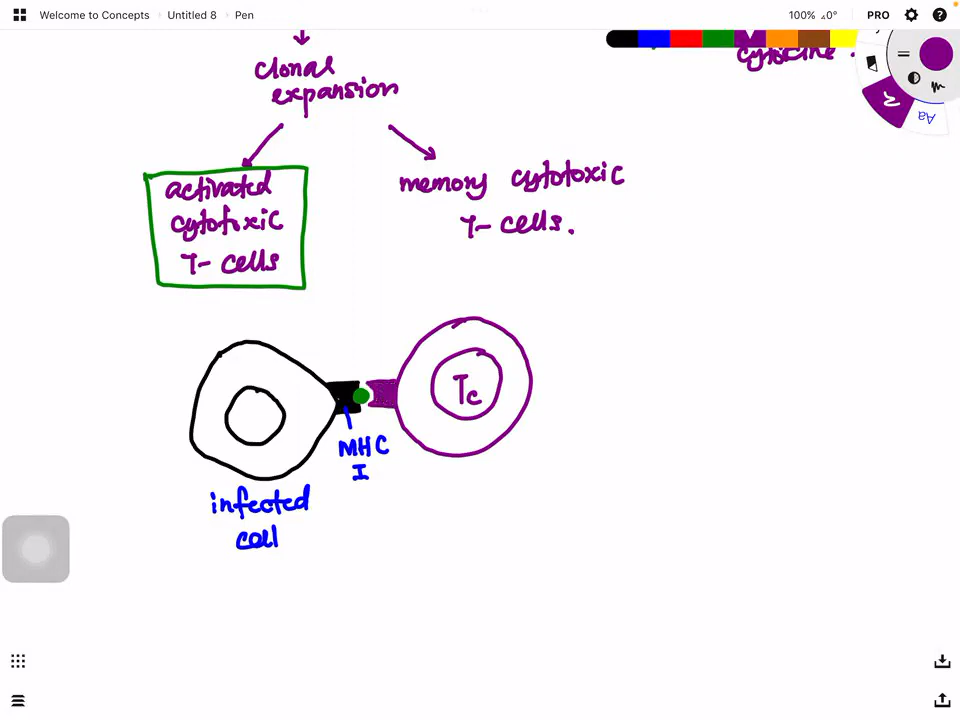 Welcome to Concepts › Untitled 8 › Pen
100% ⊿0° PRO
cytokine.
Aa
clonal
expansion
activated
cytotoxic
T- cells
memory cytotoxic
T- cells.
Tc
MHC
I
infected
cell